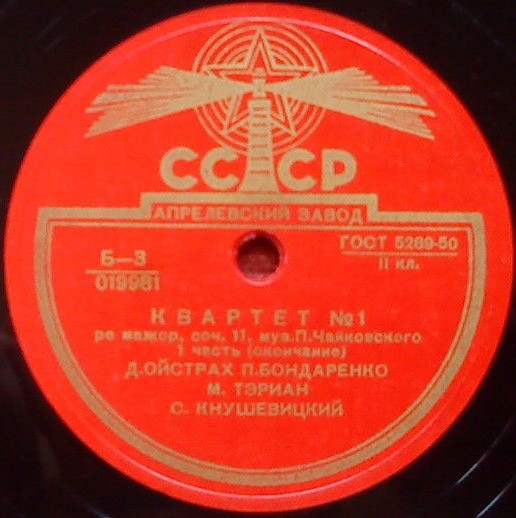 СССР
АПРЕЛЕВСКИЙ ЗАВОД
Б—3
019981
ГОСТ 5289-50
II кл.
КВАРТЕТ №1
ре мажор, соч. 11, муз.П.Чайковского
1 часть (окончание)
Д.ОЙСТРАХ П.БОНДАРЕНКО
М. ТЭРИАН
С. КНУШЕВИЦКИЙ